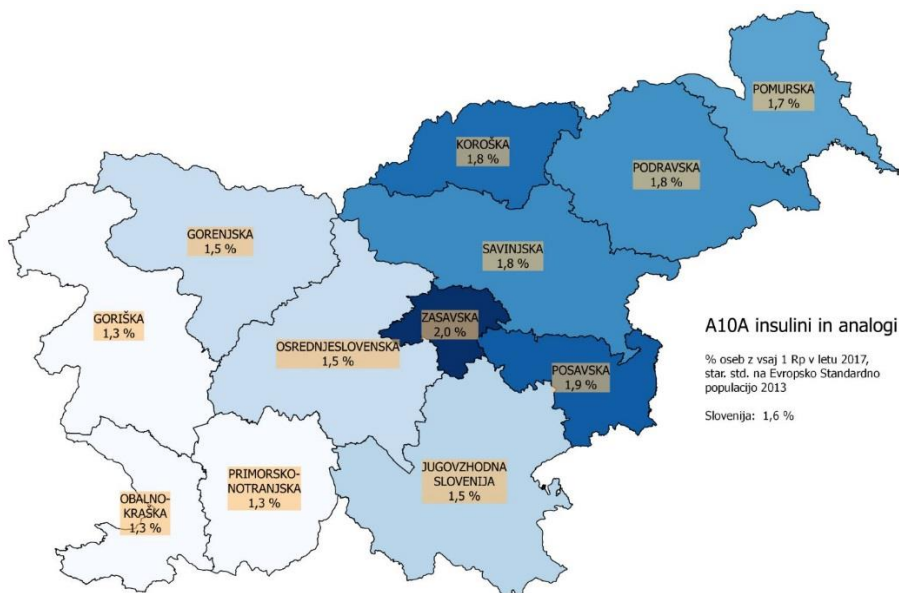 POMURSKA
1,7 %
KOROŠKA
1,8 %
PODRAVSKA
1,8 %
GORENJSKA
1,5 %
SAVINJSKA
1,8 %
GORIŠKA
1,3 %
ZASAVSKA
2,0 %
OSREDNJESLOVENSKA
1,5 %
POSAVSKA
1,9 %
JUGOVZHODNA
SLOVENIJA
1,5 %
PRIMORSKO-
NOTRANJSKA
1,3 %
OBALNO-
KRAŠKA
1,3 %
A10A insulini in analogi
% oseb z vsaj 1 Rp v letu 2017,
star. std. na Evropsko Standardno
populacijo 2013
Slovenija: 1,6 %